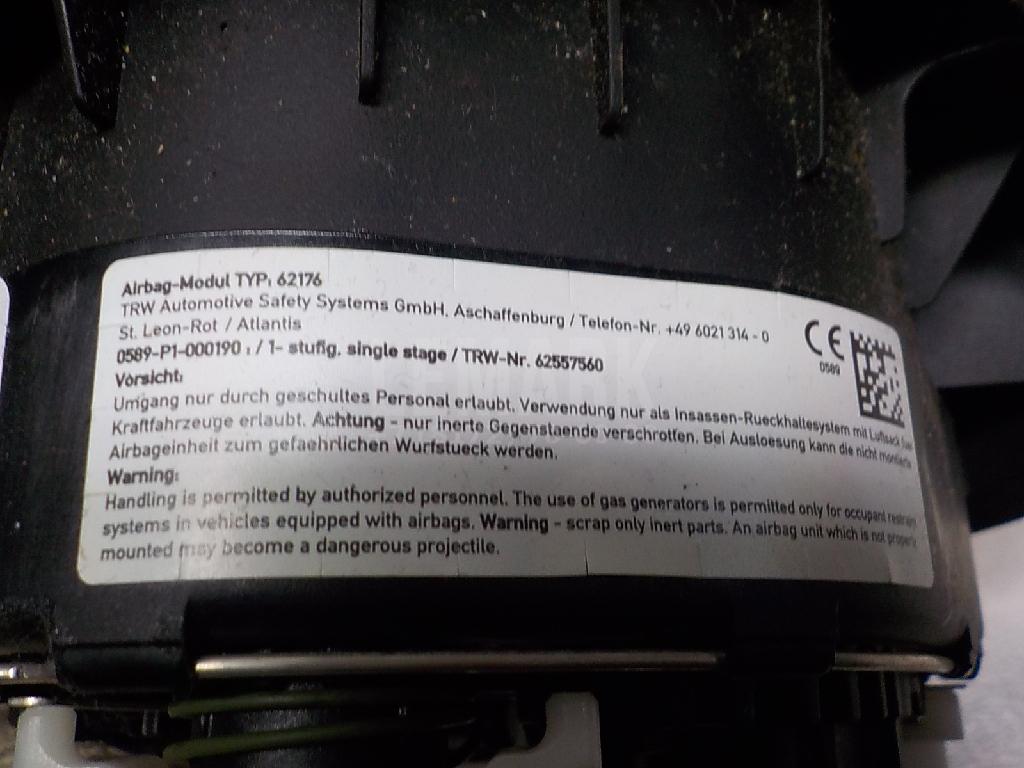 Airbag-Modul TYP: 62176
TRW Automotive Safety Systems GmbH. Aschaffenburg / Telefon-Nr. +49 6021 314 - 0
St. Leon-Rot / Atlantis
0589-P1-000190 . / 1- stufig, single stage / TRW-Nr. 62557560
CE
0589
Vorsicht:
Umgang nur durch geschultes Personal erlaubt. Verwendung nur als Insassen-Rueckhaltesystem mit Luftsack fuer
Kraftfahrzeuge erlaubt. Achtung - nur inerte Gegenstaende verschrotten. Bei Ausloesung kann die nicht montierte
Airbageinheit zum gefaehrlichen Wurfstueck werden.
Warning:
Handling is permitted by authorized personnel. The use of gas generators is permitted only for occupant restraint
systems in vehicles equipped with airbags. Warning - scrap only inert parts. An airbag unit which is not properly
mounted may become a dangerous projectile.